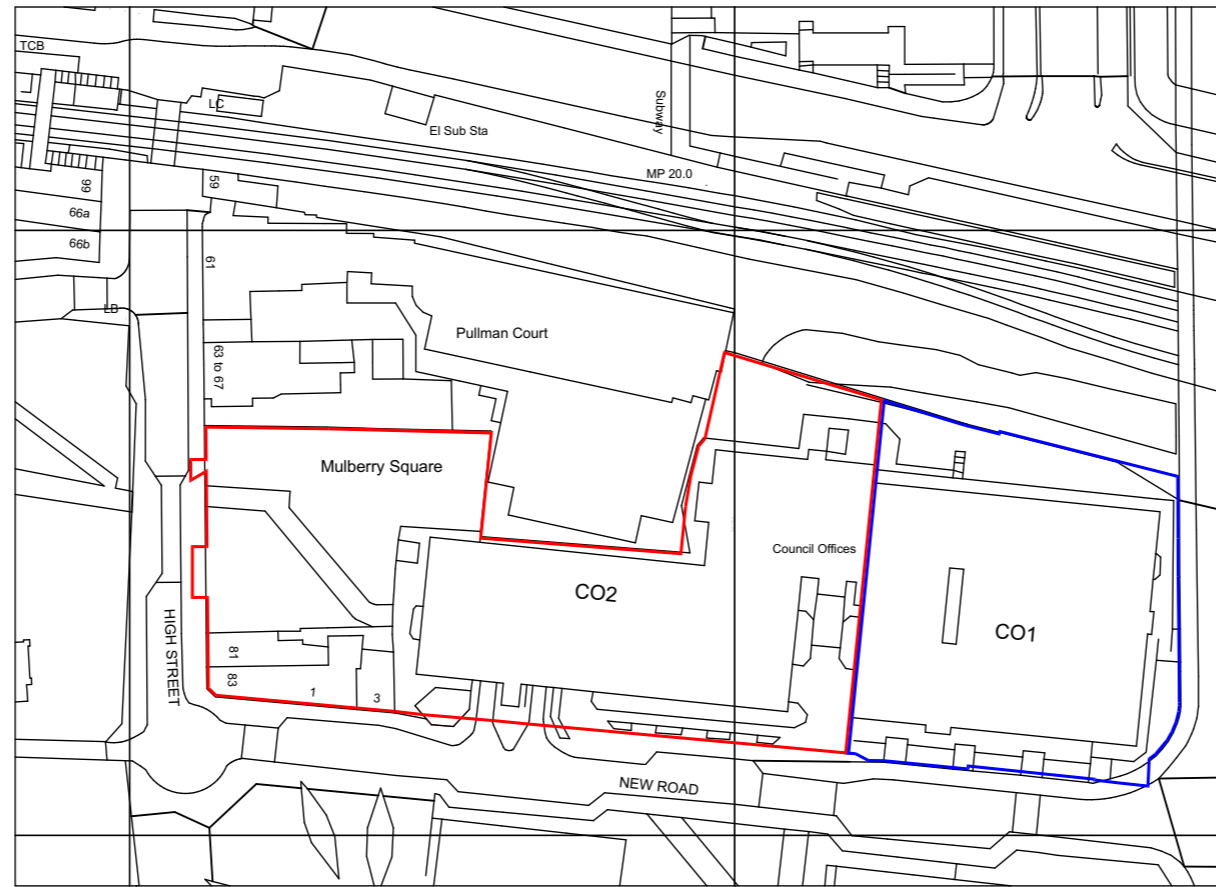 TCB
LC
El Sub Sta
Subway
MP 20.0
99
59
66a
66b
61
LB
Pullman Court
63 to 67
Mulberry Square
Council Offices
CO2
CO1
HIGH STREET
81
83
1
3
NEW ROAD